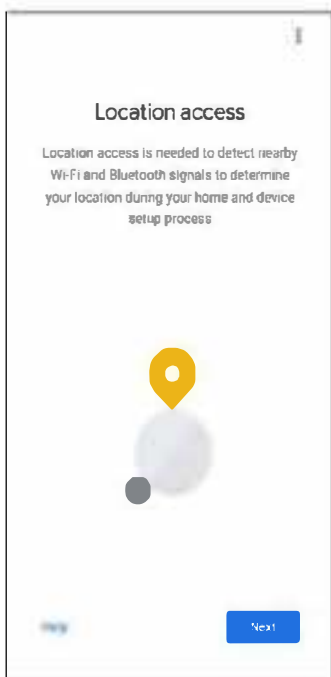 Location access
Location access is needed to detect nearby
Wi-Fi and Bluetooth signals to determine
your location during your home and device
setup process
Next